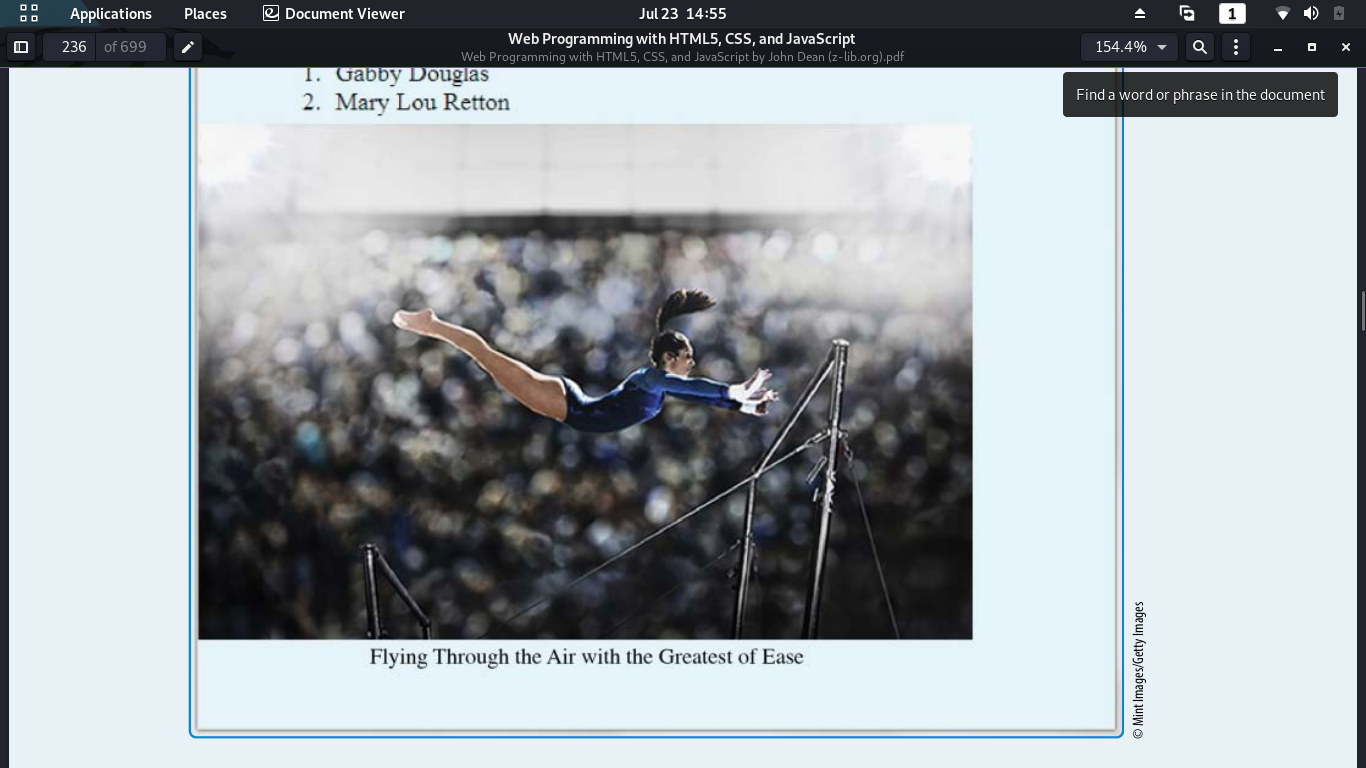 Applications Places Document Viewer Jul 23 14:55 1
236 of 699 Web Programming with HTML5, CSS, and JavaScript 154.4%
Web Programming with HTML5, CSS, and JavaScript by John Dean (z-lib.org).pdf
Find a word or phrase in the document
1. Gabby Douglas
2. Mary Lou Retton
Flying Through the Air with the Greatest of Ease
© Mint Images/Getty Images